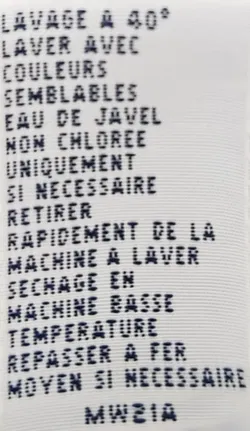 LAVAGE A 40°
LAVER AVEC
COULEURS
SEMBLABLES
EAU DE JAVEL
NON CHLOREE
UNIQUEMENT
SI NECESSAIRE
RETIRER
RAPIDEMENT DE LA
MACHINE A LAVER
SECHAGE EN
MACHINE BASSE
TEMPERATURE
REPASSER A FER
MOYEN SI NECESSAIRE
MW21A